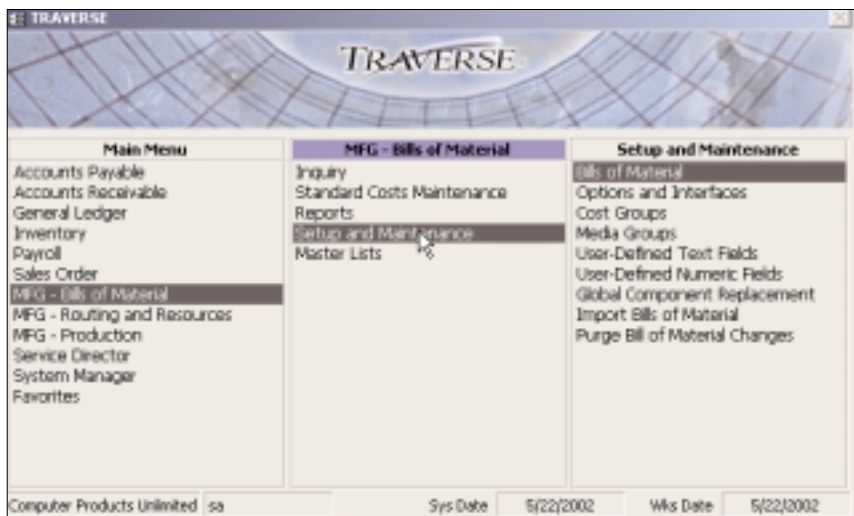 TRAVERSE
TRAVERSE
Main Menu
Accounts Payable
Accounts Receivable
General Ledger
Inventory
Payroll
Sales Order
MFG - Bills of Material
MFG - Routing and Resources
MFG - Production
Service Director
System Manager
Favorites
MFG - Bills of Material
Inquiry
Standard Costs Maintenance
Reports
Setup and Maintenance
Master Lists
Setup and Maintenance
Bills of Material
Options and Interfaces
Cost Groups
Media Groups
User-Defined Text Fields
User-Defined Numeric Fields
Global Component Replacement
Import Bills of Material
Purge Bill of Material Changes
Computer Products Unlimited sa Sys Date 5/22/2002 Wks Date 5/22/2002